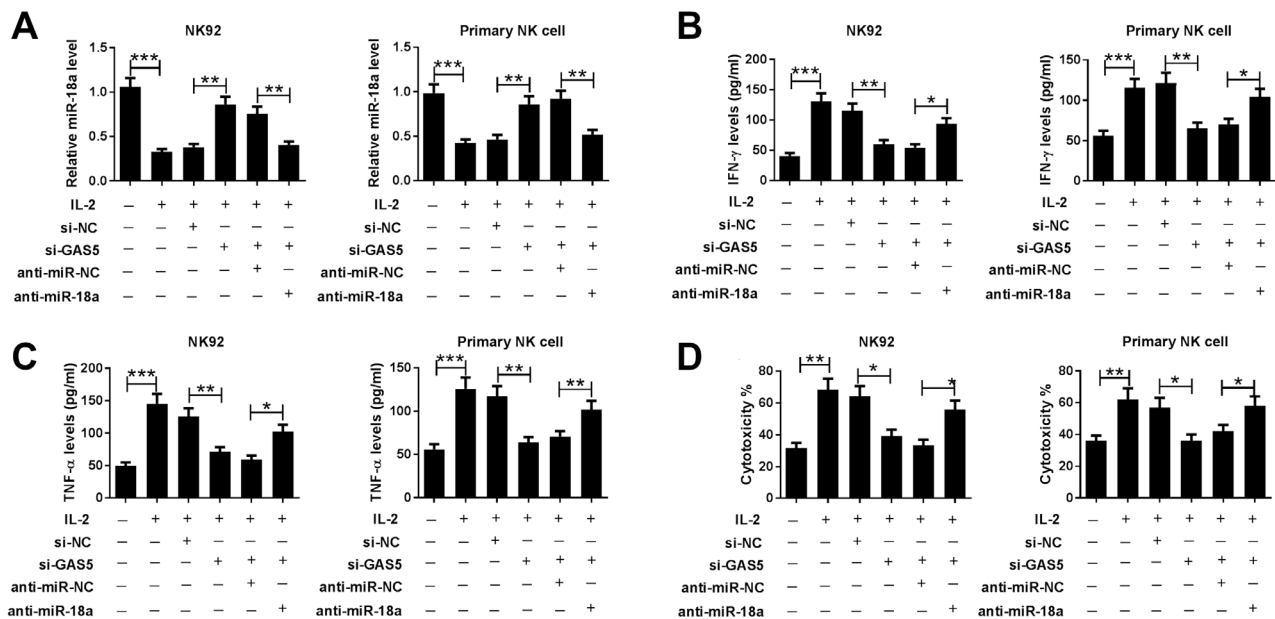 A
NK92
Relative miR-18a level
1.5
1.0
0.5
0.0
*** ** **
IL-2 – + + + + +
si-NC – – + – – –
si-GAS5 – – – + + +
anti-miR-NC – – – – + –
anti-miR-18a – – – – – +
Primary NK cell
Relative miR-18a level
1.5
1.0
0.5
0.0
*** ** **
IL-2 – + + + + +
si-NC – – + – – –
si-GAS5 – – – + + +
anti-miR-NC – – – – + –
anti-miR-18a – – – – – +
B
NK92
IFN-γ levels (pg/ml)
200
150
100
50
0
*** ** *
IL-2 – + + + + +
si-NC – – + – – –
si-GAS5 – – – + + +
anti-miR-NC – – – – + –
anti-miR-18a – – – – – +
Primary NK cell
IFN-γ levels (pg/ml)
150
100
50
0
*** ** *
IL-2 – + + + + +
si-NC – – + – – –
si-GAS5 – – – + + +
anti-miR-NC – – – – + –
anti-miR-18a – – – – – +
C
NK92
TNF-α levels (pg/ml)
200
150
100
50
0
*** ** *
IL-2 – + + + + +
si-NC – – + – – –
si-GAS5 – – – + + +
anti-miR-NC – – – – + –
anti-miR-18a – – – – – +
Primary NK cell
TNF-α levels (pg/ml)
150
100
50
0
*** ** **
IL-2 – + + + + +
si-NC – – + – – –
si-GAS5 – – – + + +
anti-miR-NC – – – – + –
anti-miR-18a – – – – – +
D
NK92
Cytotoxicity %
80
60
40
20
0
** * *
IL-2 – + + + + +
si-NC – – + – – –
si-GAS5 – – – + + +
anti-miR-NC – – – – + –
anti-miR-18a – – – – – +
Primary NK cell
Cytotoxicity %
80
60
40
20
0
** * *
IL-2 – + + + + +
si-NC – – + – – –
si-GAS5 – – – + + +
anti-miR-NC – – – – + –
anti-miR-18a – – – – – +